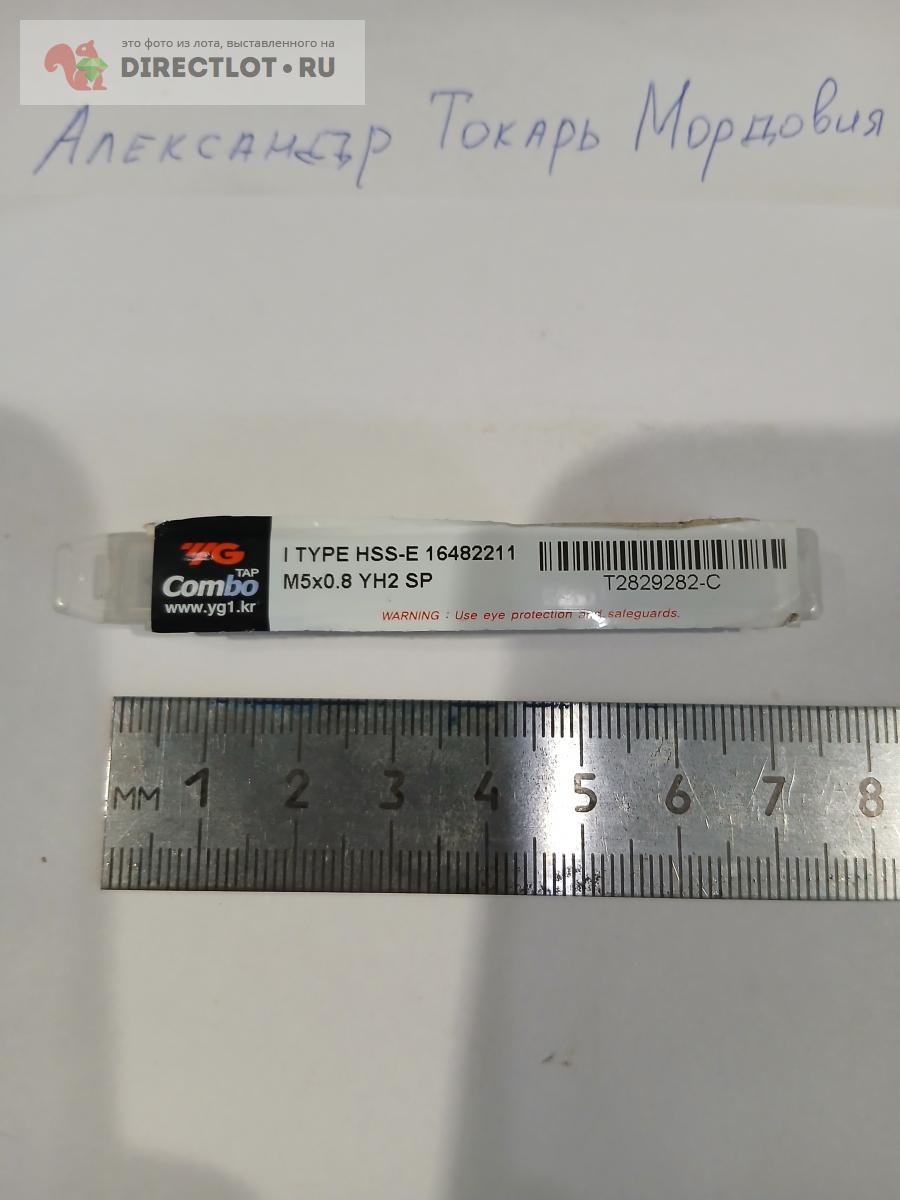 это фото из лота, выставленного на
DIRECTLOT.RU
Александр Токарь Мордовия
YG
TAP
Combo
www.yg1.kr
I TYPE HSS-E 16482211
M5x0.8 YH2 SP
T2829282-C
WARNING : Use eye protection and safeguards.
мм 1 2 3 4 5 6 7 8